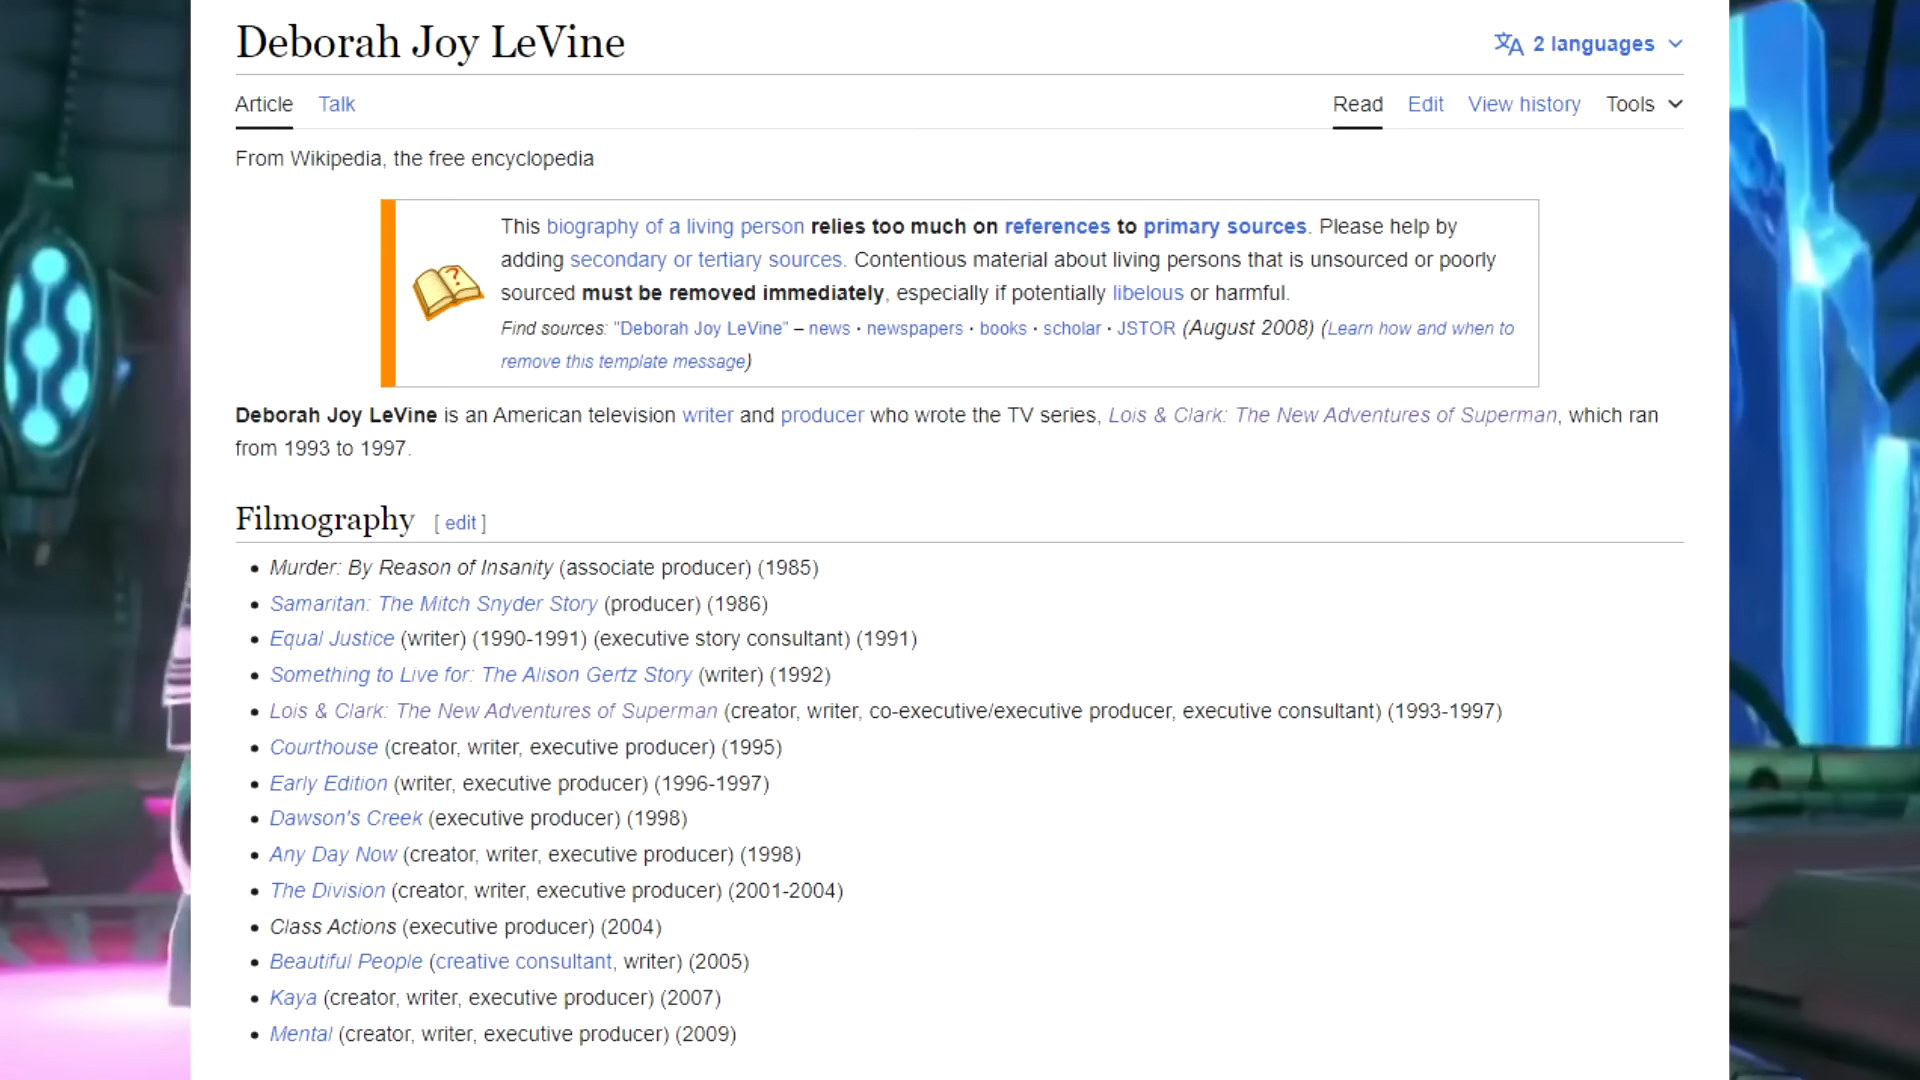 Deborah Joy LeVine
2 languages
Article Talk
Read Edit View history Tools
From Wikipedia, the free encyclopedia
This biography of a living person relies too much on references to primary sources. Please help by
adding secondary or tertiary sources. Contentious material about living persons that is unsourced or poorly
sourced must be removed immediately, especially if potentially libelous or harmful.
Find sources: "Deborah Joy LeVine" – news · newspapers · books · scholar · JSTOR (August 2008) (Learn how and when to
remove this template message)
Deborah Joy LeVine is an American television writer and producer who wrote the TV series, Lois & Clark: The New Adventures of Superman, which ran
from 1993 to 1997.
Filmography [ edit ]
• Murder: By Reason of Insanity (associate producer) (1985)
• Samaritan: The Mitch Snyder Story (producer) (1986)
• Equal Justice (writer) (1990-1991) (executive story consultant) (1991)
• Something to Live for: The Alison Gertz Story (writer) (1992)
• Lois & Clark: The New Adventures of Superman (creator, writer, co-executive/executive producer, executive consultant) (1993-1997)
• Courthouse (creator, writer, executive producer) (1995)
• Early Edition (writer, executive producer) (1996-1997)
• Dawson's Creek (executive producer) (1998)
• Any Day Now (creator, writer, executive producer) (1998)
• The Division (creator, writer, executive producer) (2001-2004)
• Class Actions (executive producer) (2004)
• Beautiful People (creative consultant, writer) (2005)
• Kaya (creator, writer, executive producer) (2007)
• Mental (creator, writer, executive producer) (2009)